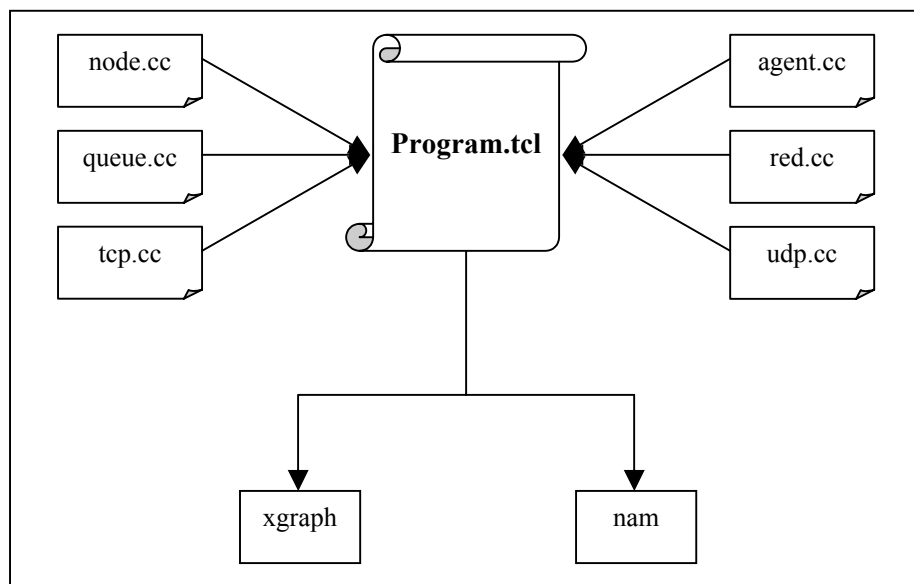 node.cc
agent.cc
Program.tcl
queue.cc
red.cc
tcp.cc
udp.cc
xgraph
nam